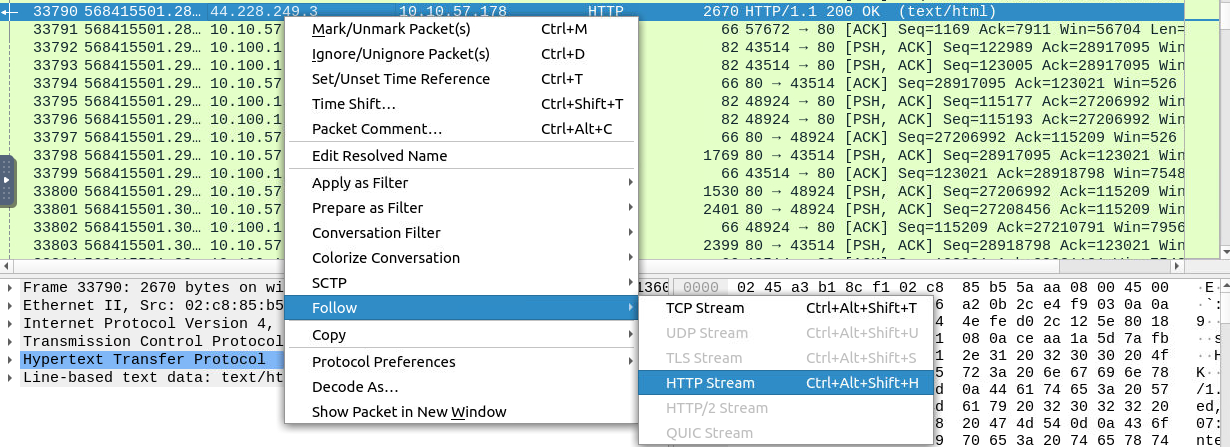 33790 568415501.28… 44.228.249.3 10.10.57.178 HTTP 2670 HTTP/1.1 200 OK (text/html)
33791 568415501.28… 10.10.57 66 57672 → 80 [ACK] Seq=1169 Ack=7911 Win=56704 Len=
33792 568415501.29… 10.100.1 82 43514 → 80 [PSH, ACK] Seq=122989 Ack=28917095 Win
33793 568415501.29… 10.100.1 82 43514 → 80 [PSH, ACK] Seq=123005 Ack=28917095 Win
33794 568415501.29… 10.10.57 66 80 → 43514 [ACK] Seq=28917095 Ack=123021 Win=526
33795 568415501.29… 10.100.1 82 48924 → 80 [PSH, ACK] Seq=115177 Ack=27206992 Win
33796 568415501.29… 10.100.1 82 48924 → 80 [PSH, ACK] Seq=115193 Ack=27206992 Win
33797 568415501.29… 10.10.57 66 80 → 48924 [ACK] Seq=27206992 Ack=115209 Win=526
33798 568415501.29… 10.10.57 1769 80 → 43514 [PSH, ACK] Seq=28917095 Ack=123021 W
33799 568415501.29… 10.100.1 66 43514 → 80 [ACK] Seq=123021 Ack=28918798 Win=7548
33800 568415501.29… 10.10.57 1530 80 → 48924 [PSH, ACK] Seq=27206992 Ack=115209 W
33801 568415501.30… 10.10.57 2401 80 → 48924 [PSH, ACK] Seq=27208456 Ack=115209 W
33802 568415501.30… 10.100.1 66 48924 → 80 [ACK] Seq=115209 Ack=27210791 Win=7956
33803 568415501.30… 10.10.57 2399 80 → 43514 [PSH, ACK] Seq=28918798 Ack=123021 W
Mark/Unmark Packet(s) Ctrl+M
Ignore/Unignore Packet(s) Ctrl+D
Set/Unset Time Reference Ctrl+T
Time Shift… Ctrl+Shift+T
Packet Comment… Ctrl+Alt+C
Edit Resolved Name
Apply as Filter
Prepare as Filter
Conversation Filter
Colorize Conversation
SCTP
Follow
Copy
Protocol Preferences
Decode As…
Show Packet in New Window
TCP Stream Ctrl+Alt+Shift+T
UDP Stream Ctrl+Alt+Shift+U
TLS Stream Ctrl+Alt+Shift+S
HTTP Stream Ctrl+Alt+Shift+H
HTTP/2 Stream
QUIC Stream
Frame 33790: 2670 bytes on wi
Ethernet II, Src: 02:c8:85:b5
Internet Protocol Version 4,
Transmission Control Protocol
Hypertext Transfer Protocol
Line-based text data: text/ht
1360
0000 02 45 a3 b1 8c f1 02 c8 85 b5 5a aa 08 00 45 00 ·E
a2 0b 2c e4 f9 03 0a 0a
4e fe d0 2c 12 5e 80 18
08 0a ce aa 1a 5d 7a fb
2e 31 20 32 30 30 20 4f
72 3a 20 6e 67 69 6e 78
0a 44 61 74 65 3a 20 57
61 79 20 32 30 32 32 20
20 47 4d 54 0d 0a 43 6f
70 65 3a 20 74 65 78 74